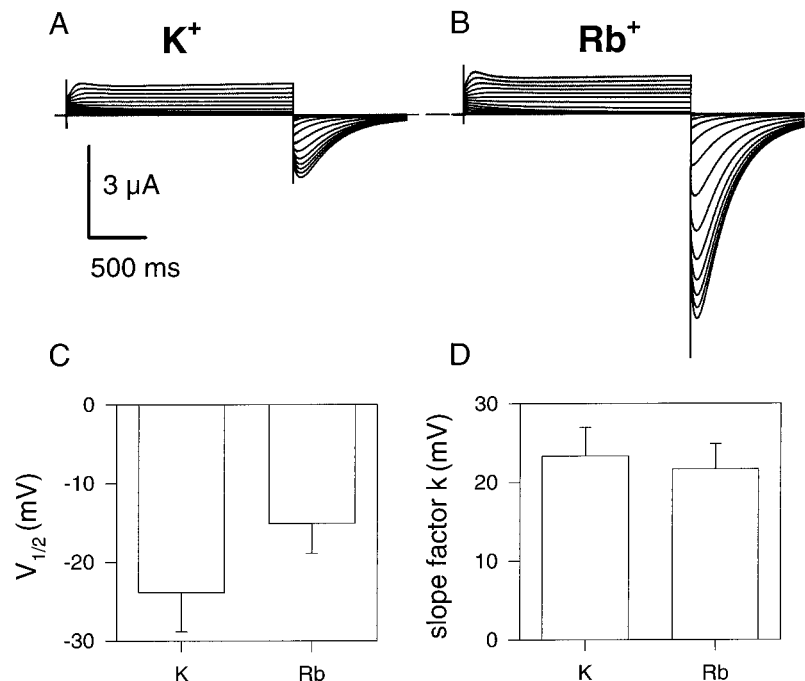 A
K⁺
B
Rb⁺
3 µA
500 ms
C
0
-10
-20
-30
V1/2 (mV)
K
Rb
D
30
20
10
0
slope factor k (mV)
K
Rb